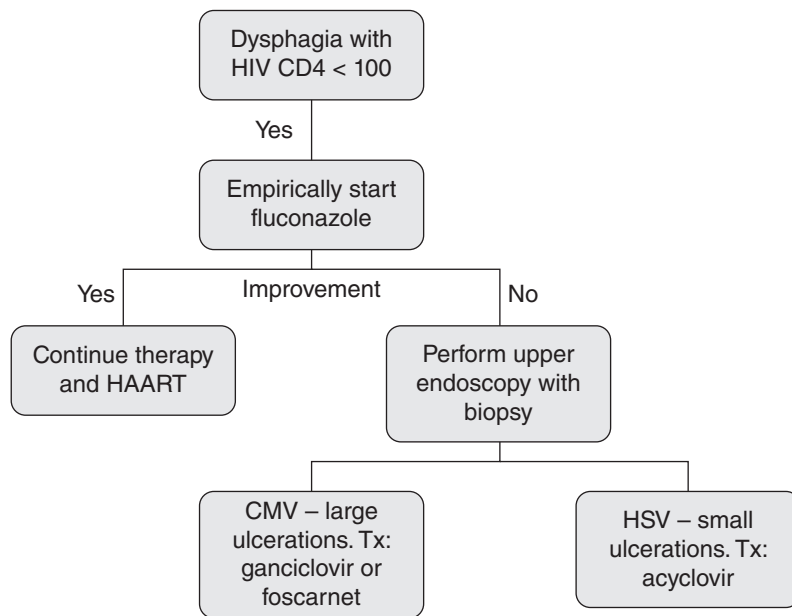 Dysphagia with
HIV CD4 < 100
Yes
Empirically start
fluconazole
Yes
Improvement
No
Continue therapy
and HAART
Perform upper
endoscopy with
biopsy
CMV – large
ulcerations. Tx:
ganciclovir or
foscarnet
HSV – small
ulcerations. Tx:
acyclovir